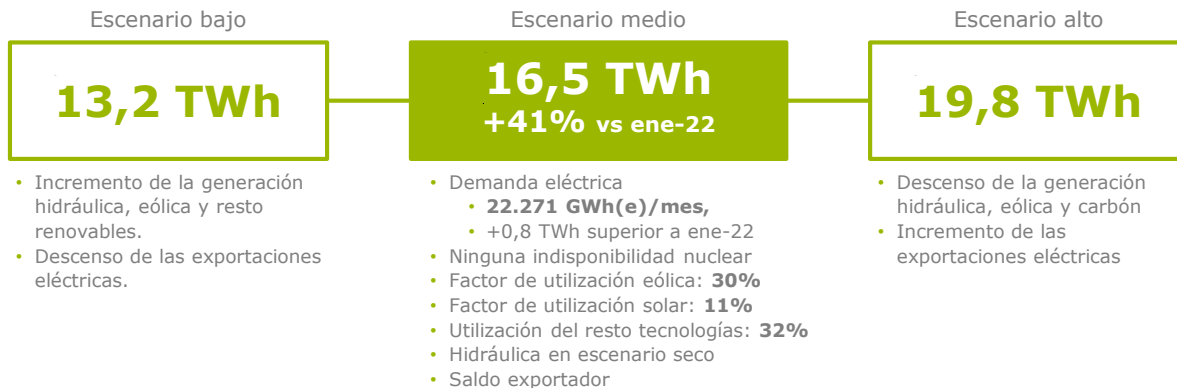 Escenario bajo
13,2 TWh
• Incremento de la generación
hidráulica, eólica y resto
renovables.
• Descenso de las exportaciones
eléctricas.
Escenario medio
16,5 TWh
+41% vs ene-22
• Demanda eléctrica
• 22.271 GWh(e)/mes,
• +0,8 TWh superior a ene-22
• Ninguna indisponibilidad nuclear
• Factor de utilización eólica: 30%
• Factor de utilización solar: 11%
• Utilización del resto tecnologías: 32%
• Hidráulica en escenario seco
• Saldo exportador
Escenario alto
19,8 TWh
• Descenso de la generación
hidráulica, eólica y carbón
• Incremento de las
exportaciones eléctricas